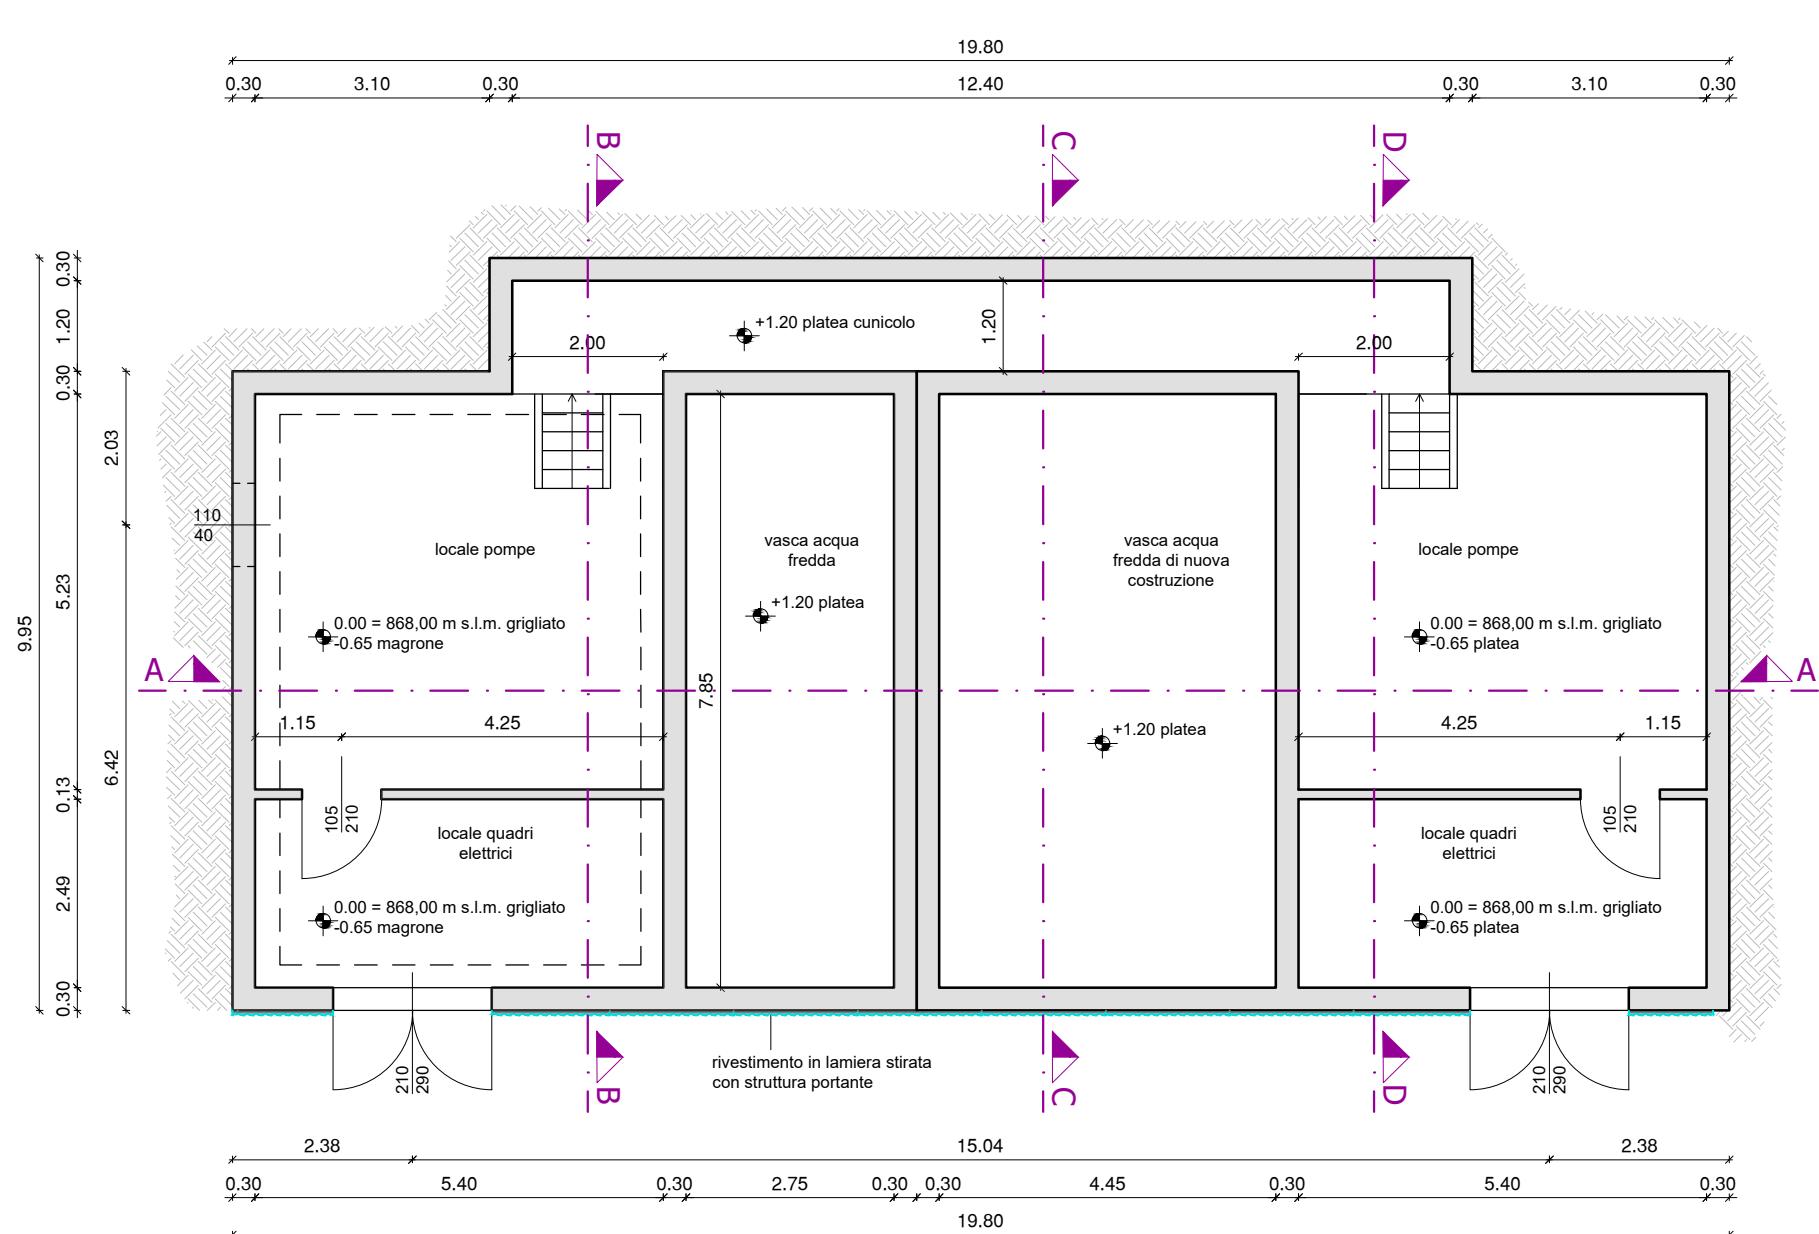 19.80
0.30 3.10 0.30 12.40 0.30 3.10 0.30
B C D
0.30
1.20
0.30
2.03
5.23
9.95
6.42
0.13
2.49
0.30
+1.20 platea cunicolo
1.20
2.00 2.00
110
40
locale pompe
vasca acqua
fredda
vasca acqua
fredda di nuova
costruzione
locale pompe
+1.20 platea
0.00 = 868,00 m s.l.m. grigliato
-0.65 magrone
0.00 = 868,00 m s.l.m. grigliato
-0.65 platea
A A
7.85
1.15 4.25
+1.20 platea
4.25 1.15
105
210
105
210
locale quadri
elettrici
locale quadri
elettrici
0.00 = 868,00 m s.l.m. grigliato
-0.65 magrone
0.00 = 868,00 m s.l.m. grigliato
-0.65 platea
210
290
rivestimento in lamiera stirata
con struttura portante
210
290
B C D
2.38 15.04 2.38
0.30 5.40 0.30 2.75 0.30 0.30 4.45 0.30 5.40 0.30
19.80